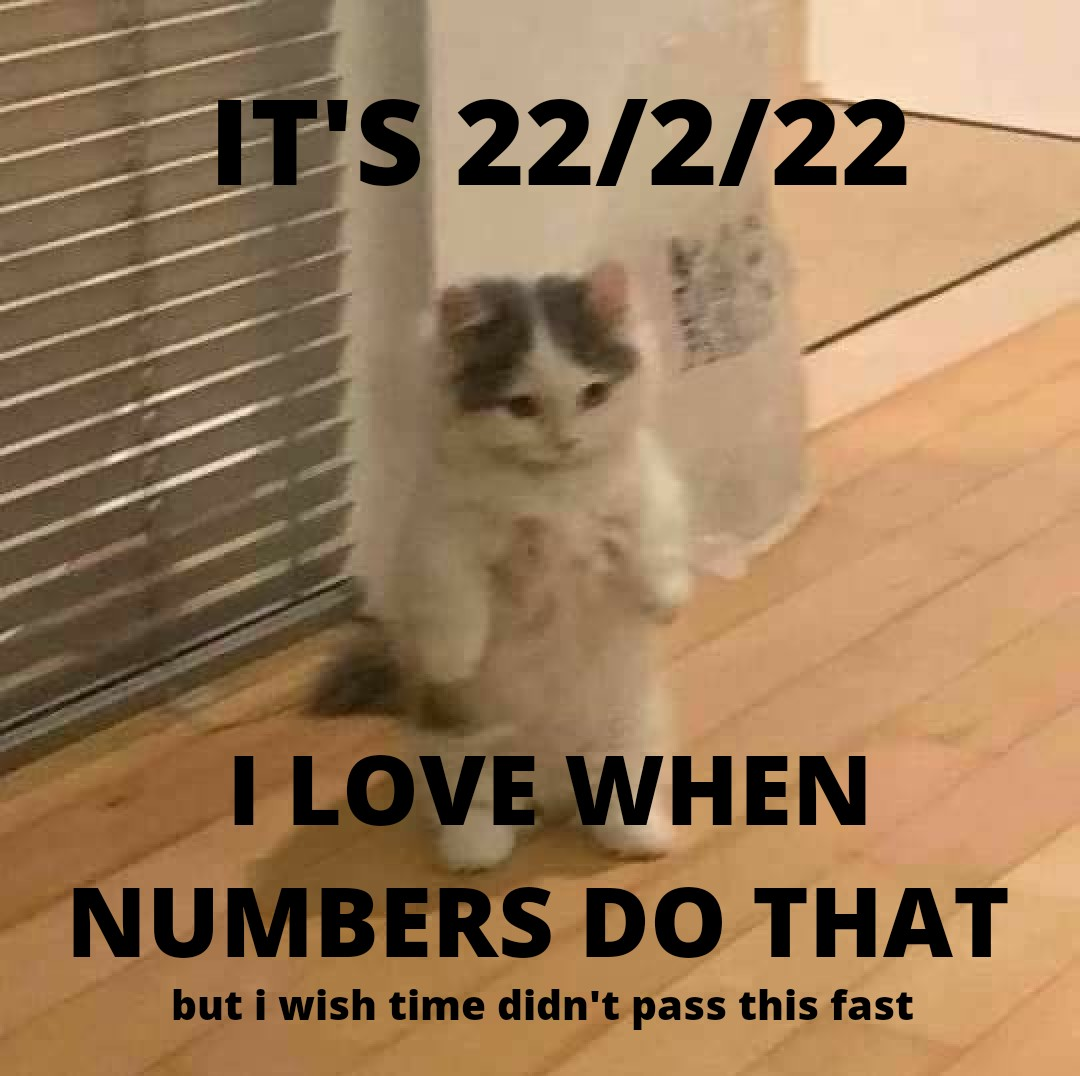 IT'S 22/2/22
I LOVE WHEN
NUMBERS DO THAT
but i wish time didn't pass this fast